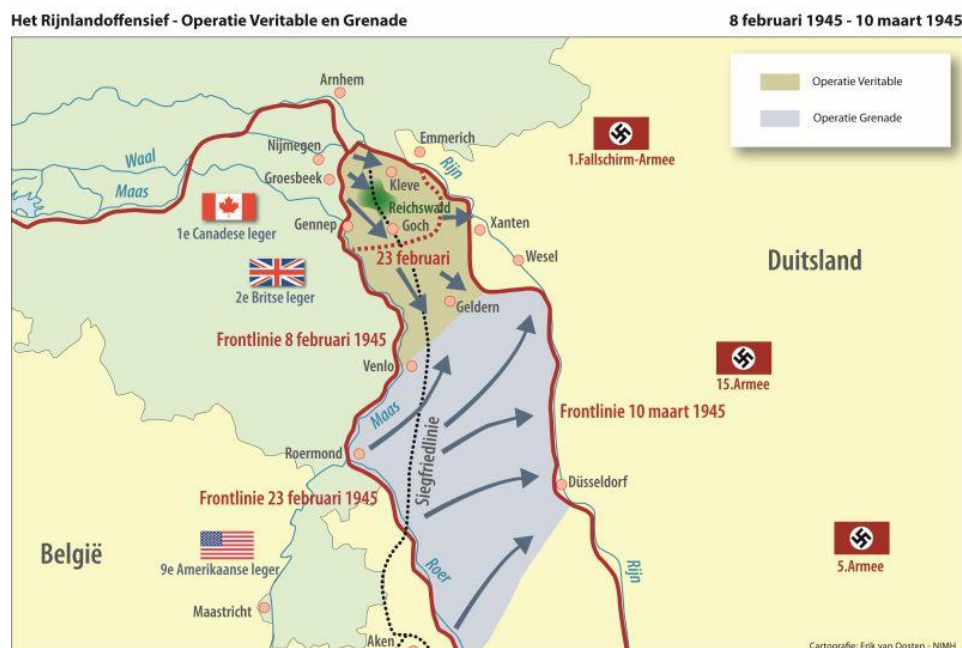 Het Rijnlandoffensief - Operatie Veritable en Grenade
8 februari 1945 - 10 maart 1945
Operatie Veritable
Operatie Grenade
Arnhem
Emmerich
1.Fallschirm-Armee
Nijmegen
Waal
Rijn
Maas
Groesbeek
Kleve
Reichswald
1e Canadese leger
Gennep
Goch
Xanten
23 februari
Wesel
Duitsland
2e Britse leger
Geldern
Frontlinie 8 februari 1945
Venlo
15.Armee
Maas
Frontlinie 10 maart 1945
Siegfriedlinie
Roermond
Düsseldorf
Frontlinie 23 februari 1945
België
9e Amerikaanse leger
Roer
Rijn
5.Armee
Maastricht
Aken
Cartografie: Erik van Oosten - NIMH